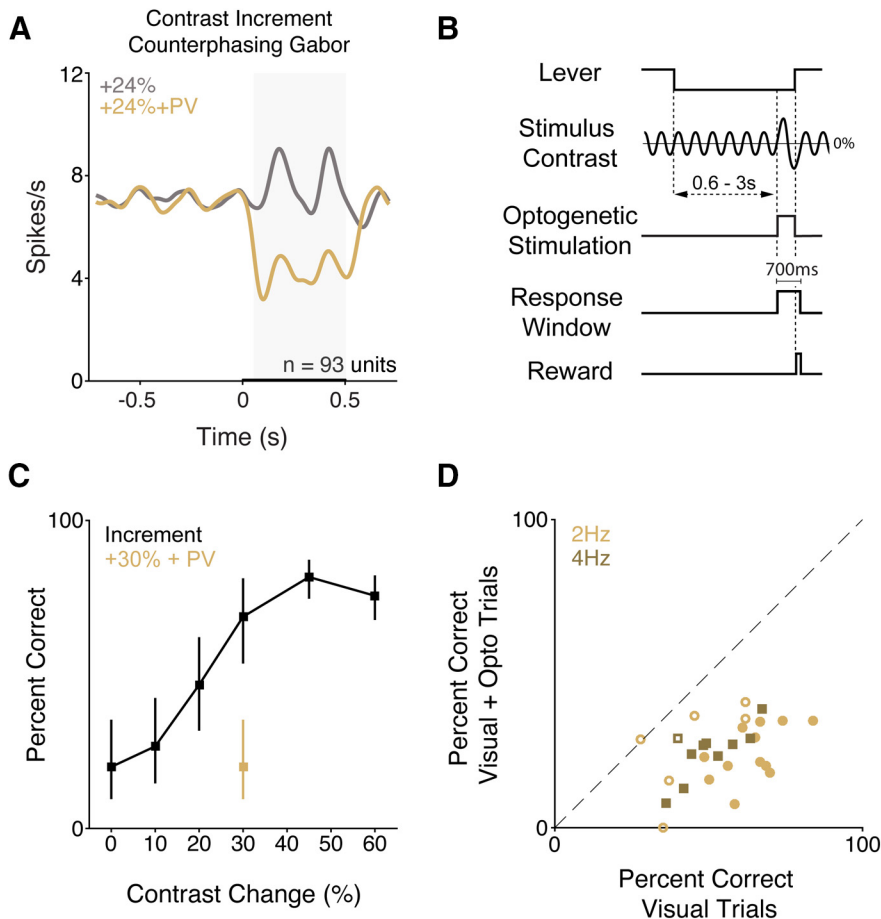 A
Contrast Increment
Counterphasing Gabor
+24%
+24%+PV
12
8
4
0
Spikes/s
n = 93 units
-0.5
0
0.5
Time (s)
B
Lever
Stimulus
Contrast
0%
0.6 - 3s
Optogenetic
Stimulation
700ms
Response
Window
Reward
C
100
Increment
+30% + PV
Percent Correct
0
0 10 20 30 40 50 60
Contrast Change (%)
D
100
2Hz
4Hz
Percent Correct
Visual + Opto Trials
0
0
100
Percent Correct
Visual Trials